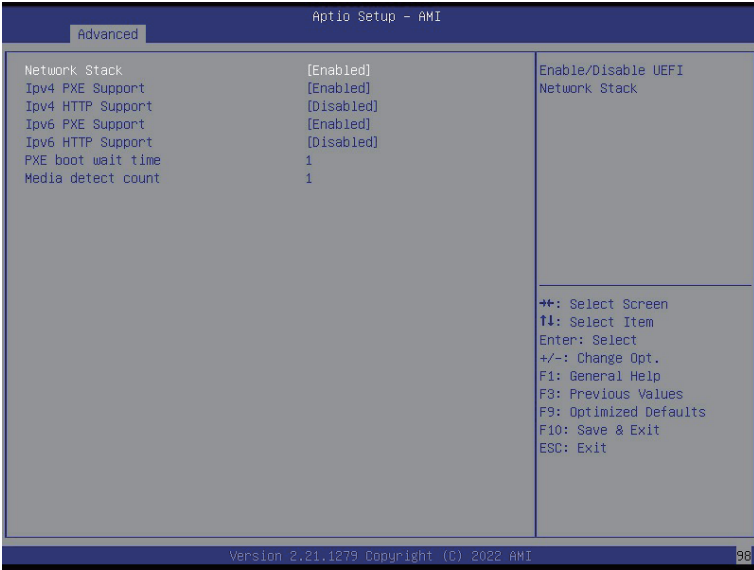 Aptio Setup – AMI
Advanced
Network Stack [Enabled]
Ipv4 PXE Support [Enabled]
Ipv4 HTTP Support [Disabled]
Ipv6 PXE Support [Enabled]
Ipv6 HTTP Support [Disabled]
PXE boot wait time 1
Media detect count 1
Enable/Disable UEFI
Network Stack
→←: Select Screen
↑↓: Select Item
Enter: Select
+/-: Change Opt.
F1: General Help
F3: Previous Values
F9: Optimized Defaults
F10: Save & Exit
ESC: Exit
Version 2.21.1279 Copyright (C) 2022 AMI
98